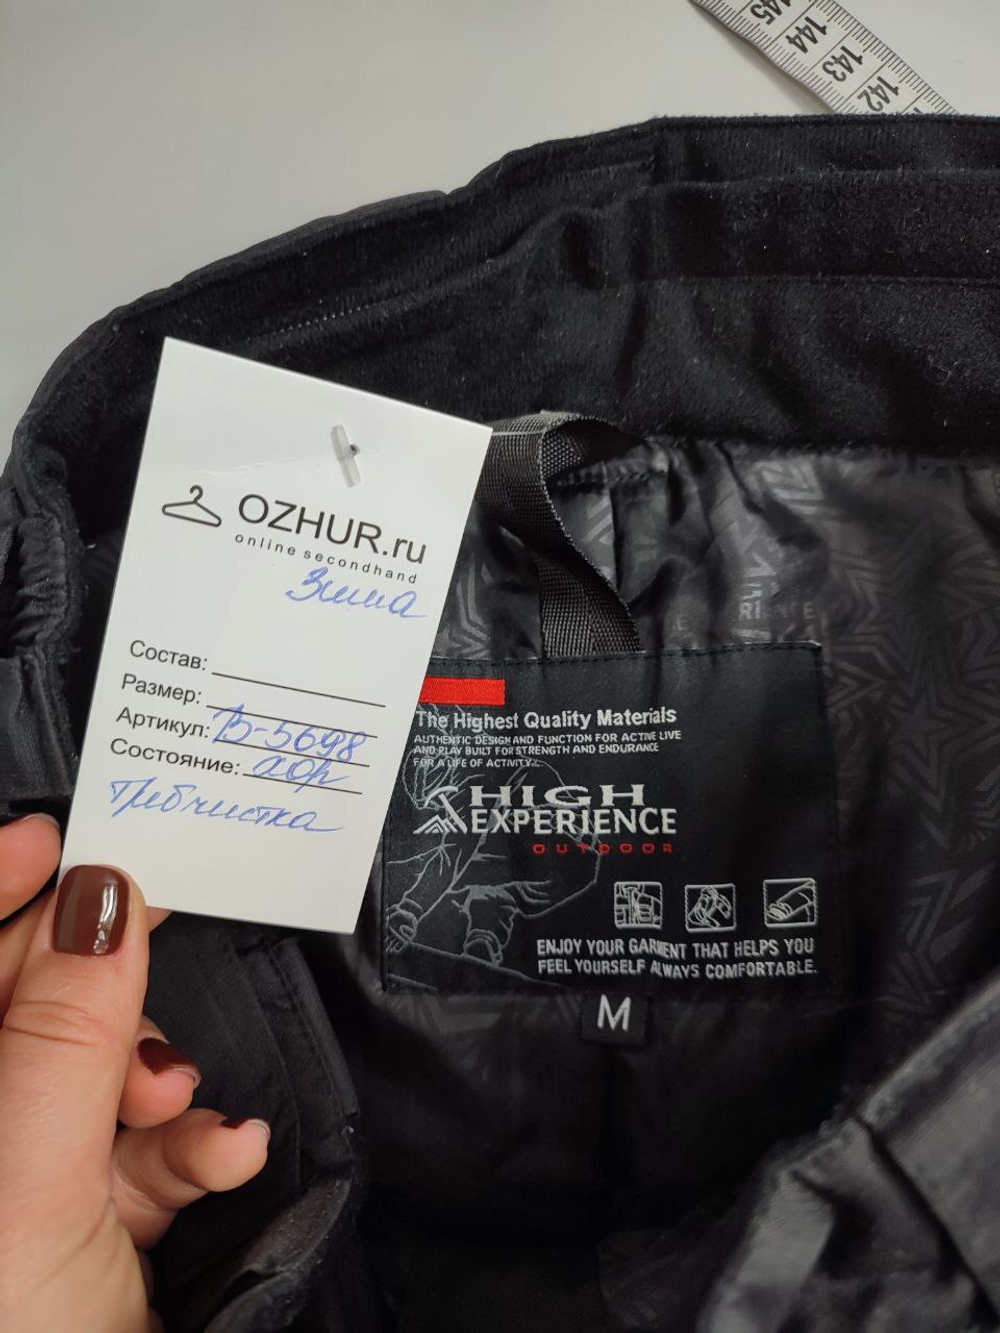 145
144
143
142
OZHUR.ru
online secondhand
Зима
Состав:
Размер:
Артикул: В-5698
Состояние: хор
Треб чистка
The Highest Quality Materials
AUTHENTIC DESIGN AND FUNCTION FOR ACTIVE LIVE
AND PLAY BUILT FOR STRENGTH AND ENDURANCE
FOR A LIFE OF ACTIVITY..
HIGH
EXPERIENCE
OUTDOOR
ENJOY YOUR GARMENT THAT HELPS YOU
FEEL YOURSELF ALWAYS COMFORTABLE.
M